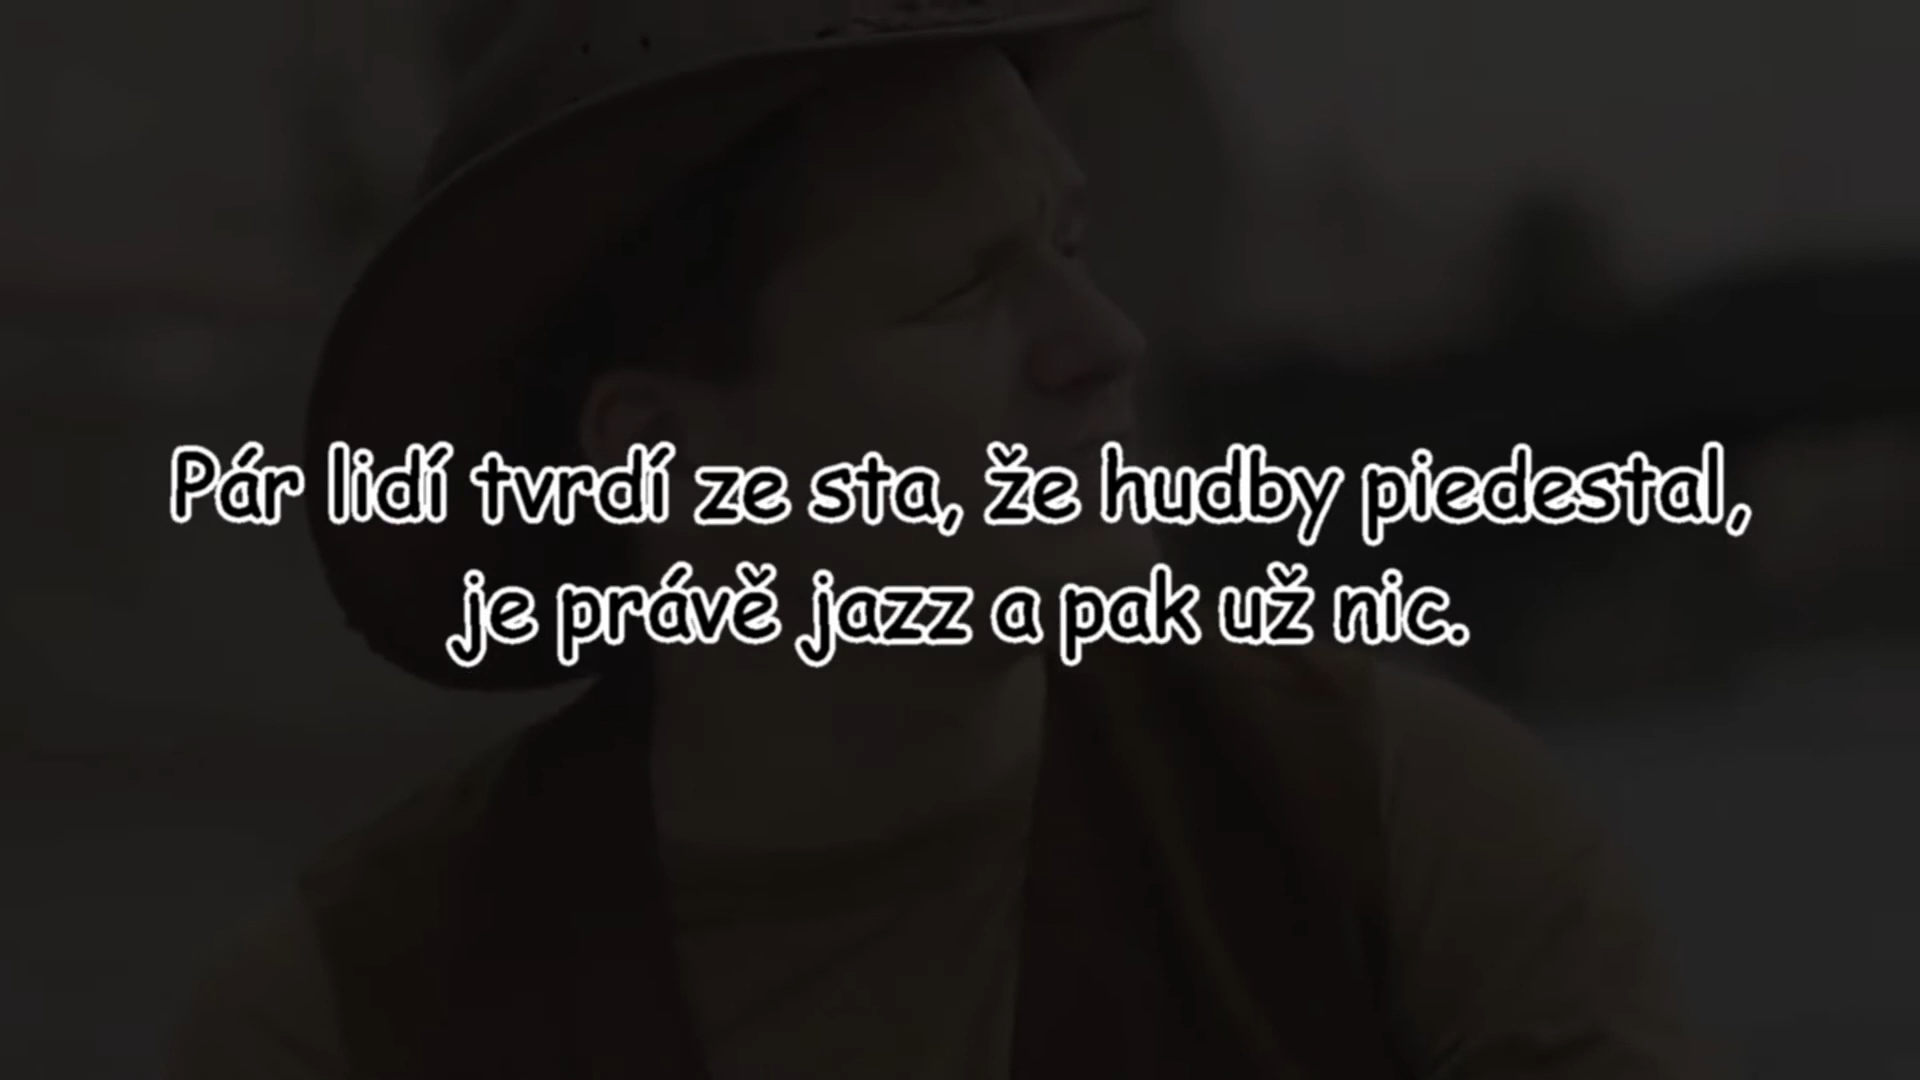 Pár lidí tvrdí ze sta, že hudby piedestal,
je právě jazz a pak už nic.